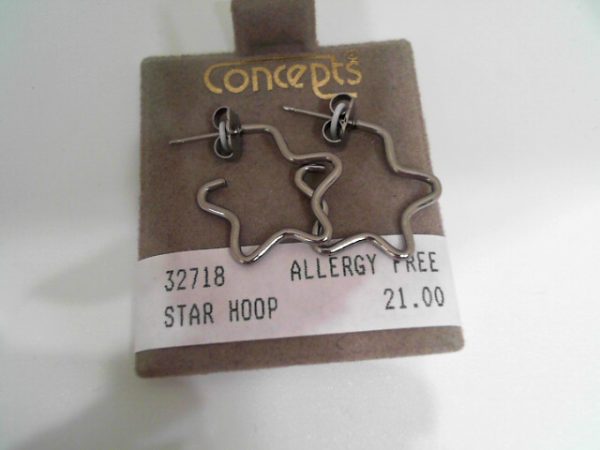 Concepts
32718 ALLERGY FREE
STAR HOOP 21.00